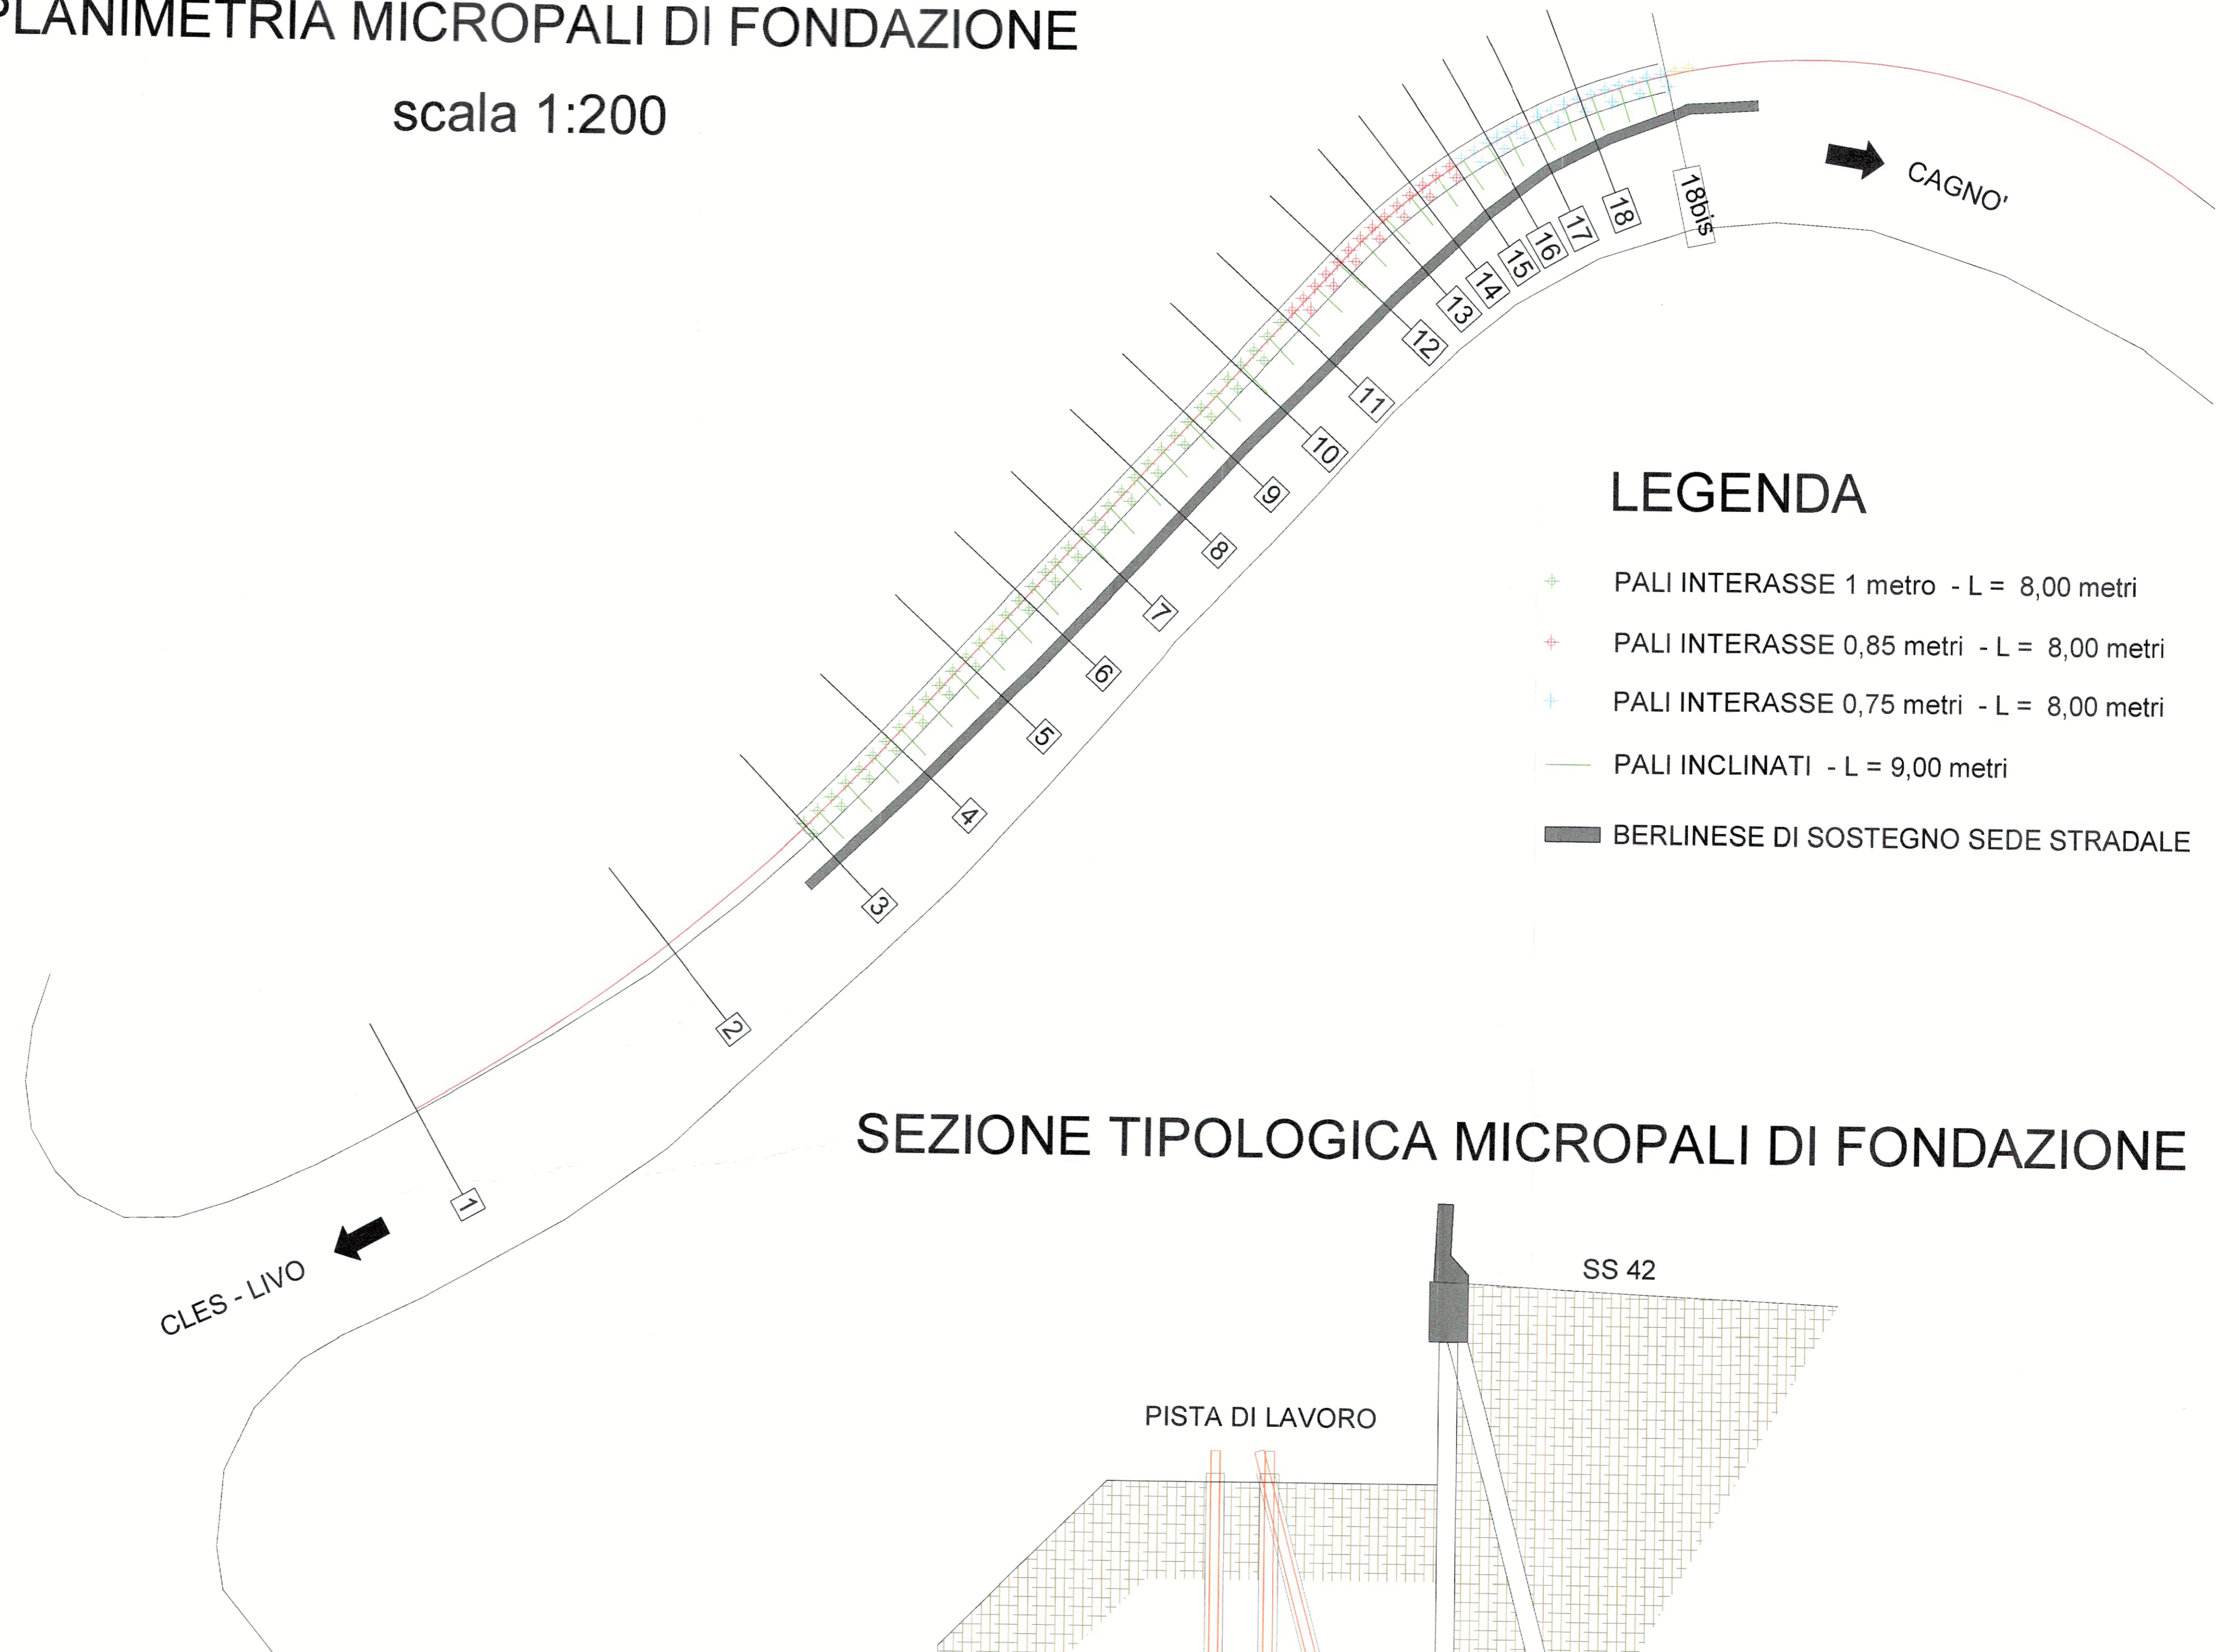 PLANIMETRIA MICROPALI DI FONDAZIONE
scala 1:200
CAGNO'
18bis
18
17
16
15
14
13
12
11
10
9
8
7
6
5
4
3
2
1
CLES - LIVO
LEGENDA
PALI INTERASSE 1 metro - L = 8,00 metri
PALI INTERASSE 0,85 metri - L = 8,00 metri
PALI INTERASSE 0,75 metri - L = 8,00 metri
PALI INCLINATI - L = 9,00 metri
BERLINESE DI SOSTEGNO SEDE STRADALE
SEZIONE TIPOLOGICA MICROPALI DI FONDAZIONE
SS 42
PISTA DI LAVORO